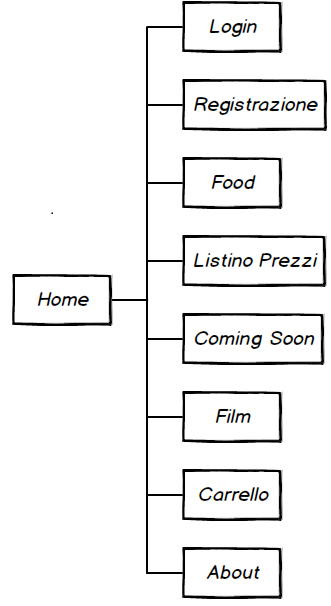 Login
Registrazione
Food
Listino Prezzi
Home
Coming Soon
Film
Carrello
About